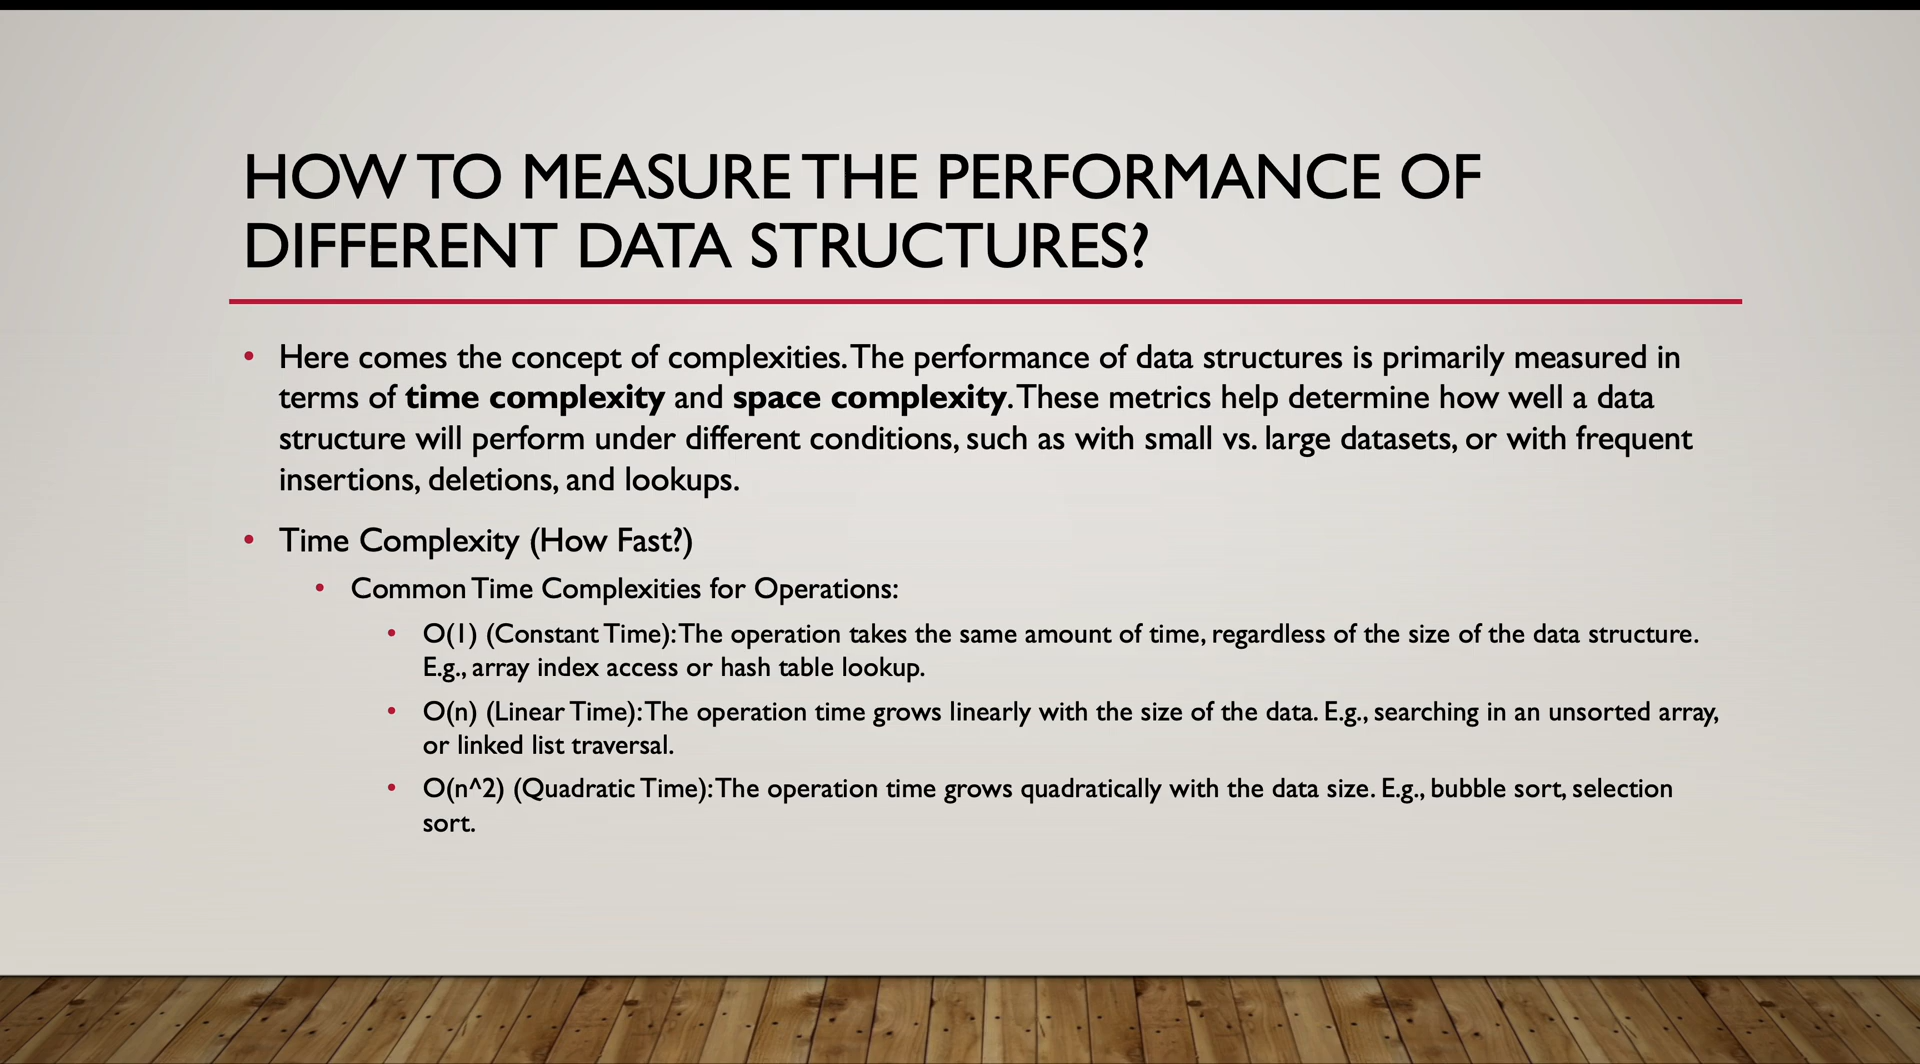 HOW TO MEASURE THE PERFORMANCE OF
DIFFERENT DATA STRUCTURES?
• Here comes the concept of complexities. The performance of data structures is primarily measured in
terms of time complexity and space complexity. These metrics help determine how well a data
structure will perform under different conditions, such as with small vs. large datasets, or with frequent
insertions, deletions, and lookups.
• Time Complexity (How Fast?)
• Common Time Complexities for Operations:
• O(1) (Constant Time): The operation takes the same amount of time, regardless of the size of the data structure.
E.g., array index access or hash table lookup.
• O(n) (Linear Time): The operation time grows linearly with the size of the data. E.g., searching in an unsorted array,
or linked list traversal.
• O(n^2) (Quadratic Time): The operation time grows quadratically with the data size. E.g., bubble sort, selection
sort.